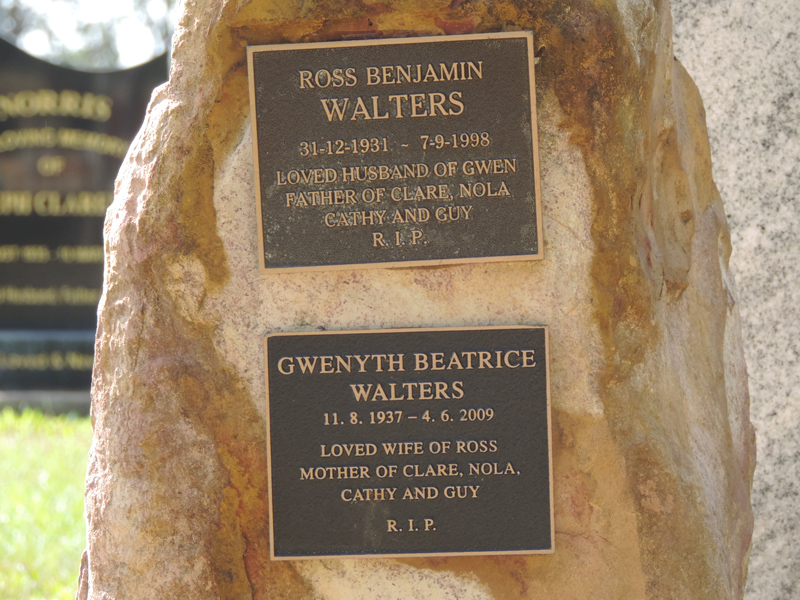 NORRIS
OF
ROSS BENJAMIN
WALTERS
31-12-1931 ~ 7-9-1998
LOVED HUSBAND OF GWEN
FATHER OF CLARE, NOLA
CATHY AND GUY
R. I. P.
GWENYTH BEATRICE
WALTERS
11. 8. 1937 – 4. 6. 2009
LOVED WIFE OF ROSS
MOTHER OF CLARE, NOLA,
CATHY AND GUY
R. I. P.